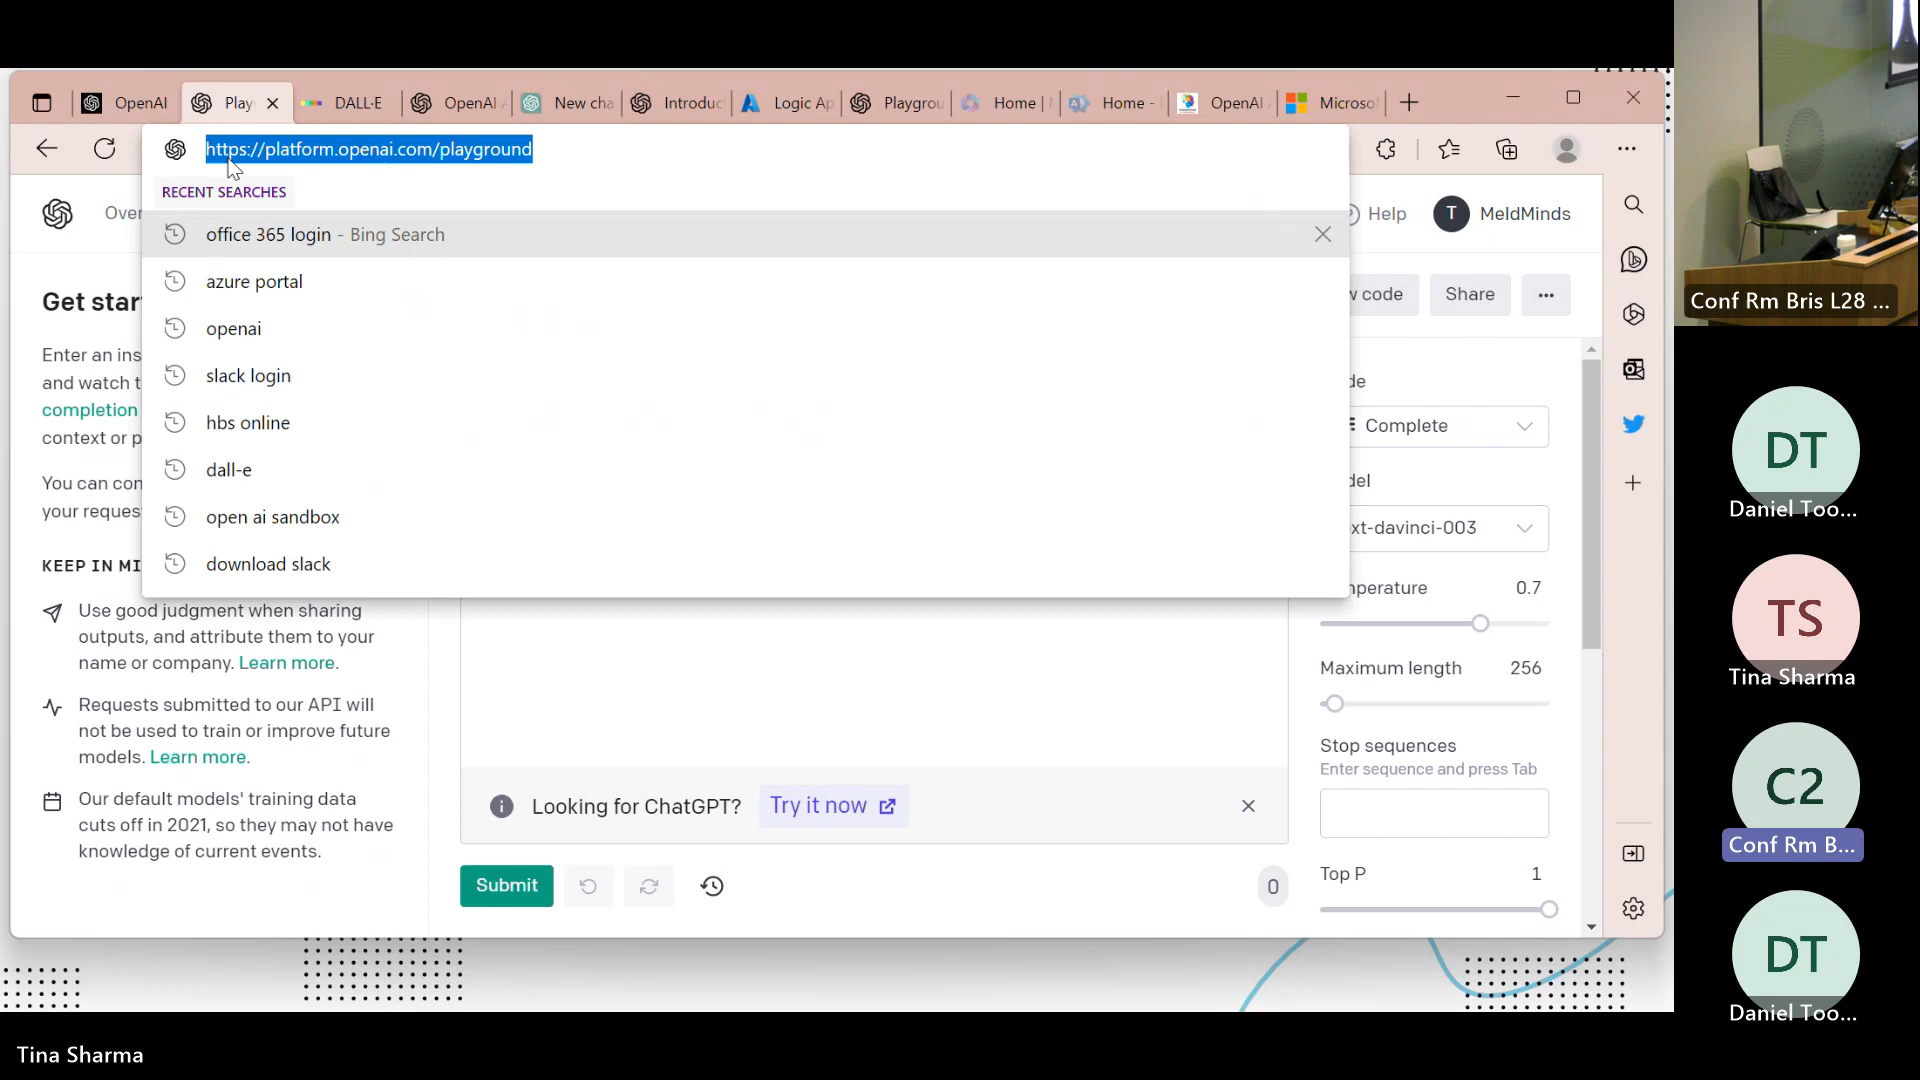 OpenAI
Play
DALL·E
OpenAI A
New cha
Introduc
Logic Ap
Playgrou
Home |
Home -
OpenAI
Microsof
https://platform.openai.com/playground
RECENT SEARCHES
office 365 login - Bing Search
azure portal
openai
slack login
hbs online
dall-e
open ai sandbox
download slack
Over
Help
T
MeldMinds
w code
Share
Get star
Enter an ins
and watch t
completion
context or p
You can con
your reques
KEEP IN MI
Use good judgment when sharing
outputs, and attribute them to your
name or company. Learn more.
Requests submitted to our API will
not be used to train or improve future
models. Learn more.
Our default models' training data
cuts off in 2021, so they may not have
knowledge of current events.
Looking for ChatGPT? Try it now
Submit
0
de
Complete
del
xt-davinci-003
mperature 0.7
Maximum length 256
Stop sequences
Enter sequence and press Tab
Top P 1
Conf Rm Bris L28 ...
DT
Daniel Too...
TS
Tina Sharma
C2
Conf Rm B...
DT
Daniel Too...
Tina Sharma